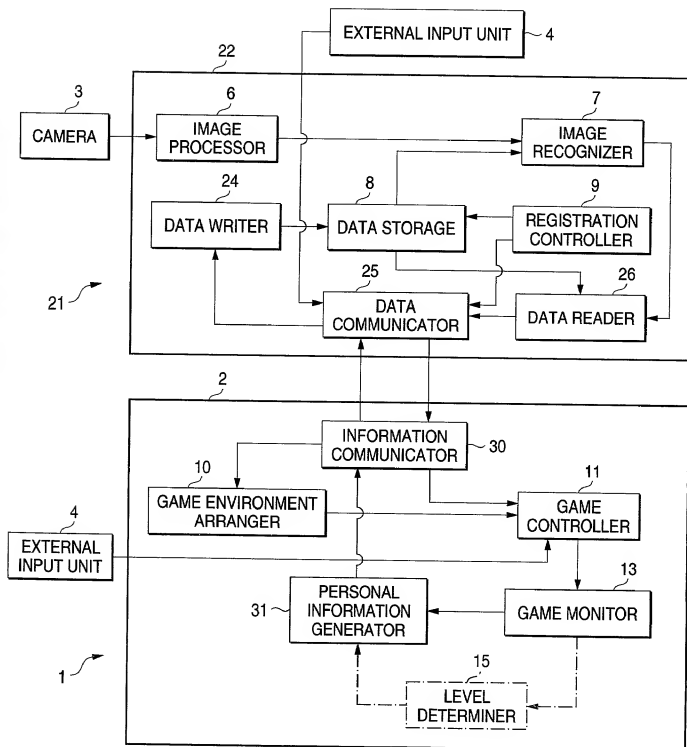 EXTERNAL INPUT UNIT
4
22
3
CAMERA
6
IMAGE
PROCESSOR
7
IMAGE
RECOGNIZER
24
DATA WRITER
8
DATA STORAGE
9
REGISTRATION
CONTROLLER
21
25
DATA
COMMUNICATOR
26
DATA READER
2
INFORMATION
COMMUNICATOR
30
10
GAME ENVIRONMENT
ARRANGER
11
GAME
CONTROLLER
4
EXTERNAL
INPUT UNIT
31
PERSONAL
INFORMATION
GENERATOR
13
GAME MONITOR
1
15
LEVEL
DETERMINER